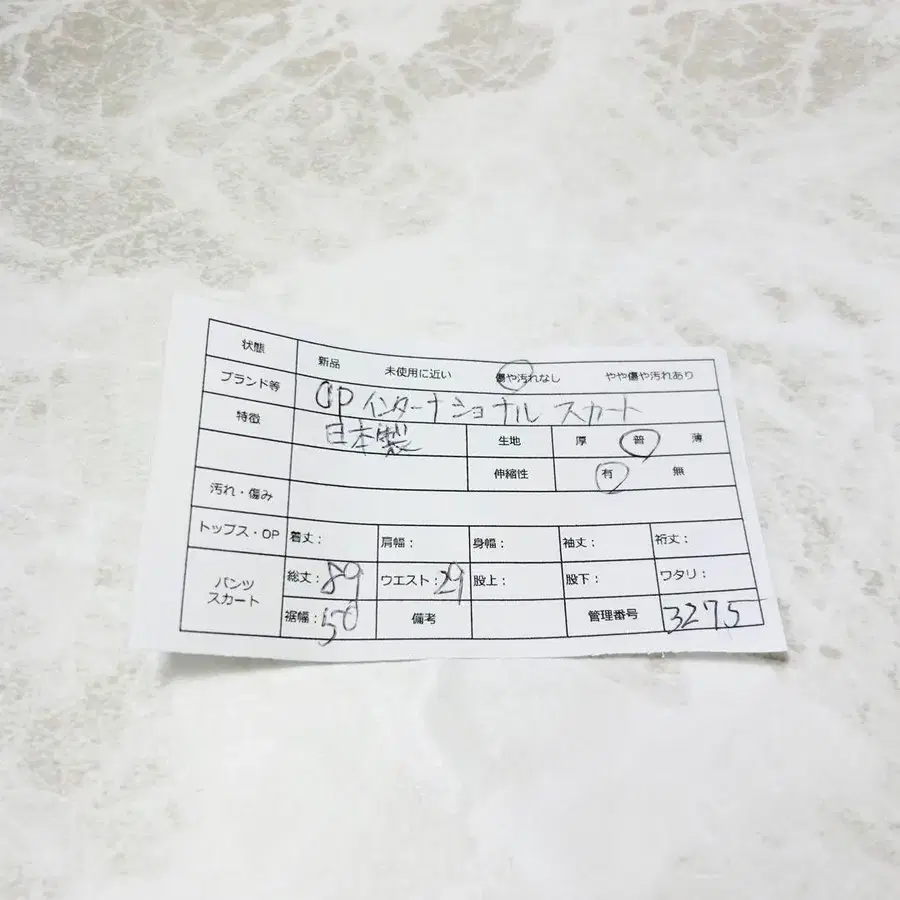 状態 新品 未使用に近い 傷や汚れなし やや傷や汚れあり
ブランド等 CPインターナショナル スカート
特徴 日本製 生地 厚 普 薄
伸縮性 有 無
汚れ・傷み
トップス・OP 着丈： 肩幅： 身幅： 袖丈： 裄丈：
パンツ スカート 総丈：89 ウエスト：29 股上： 股下： ワタリ：
裾幅：50 備考 管理番号 3275